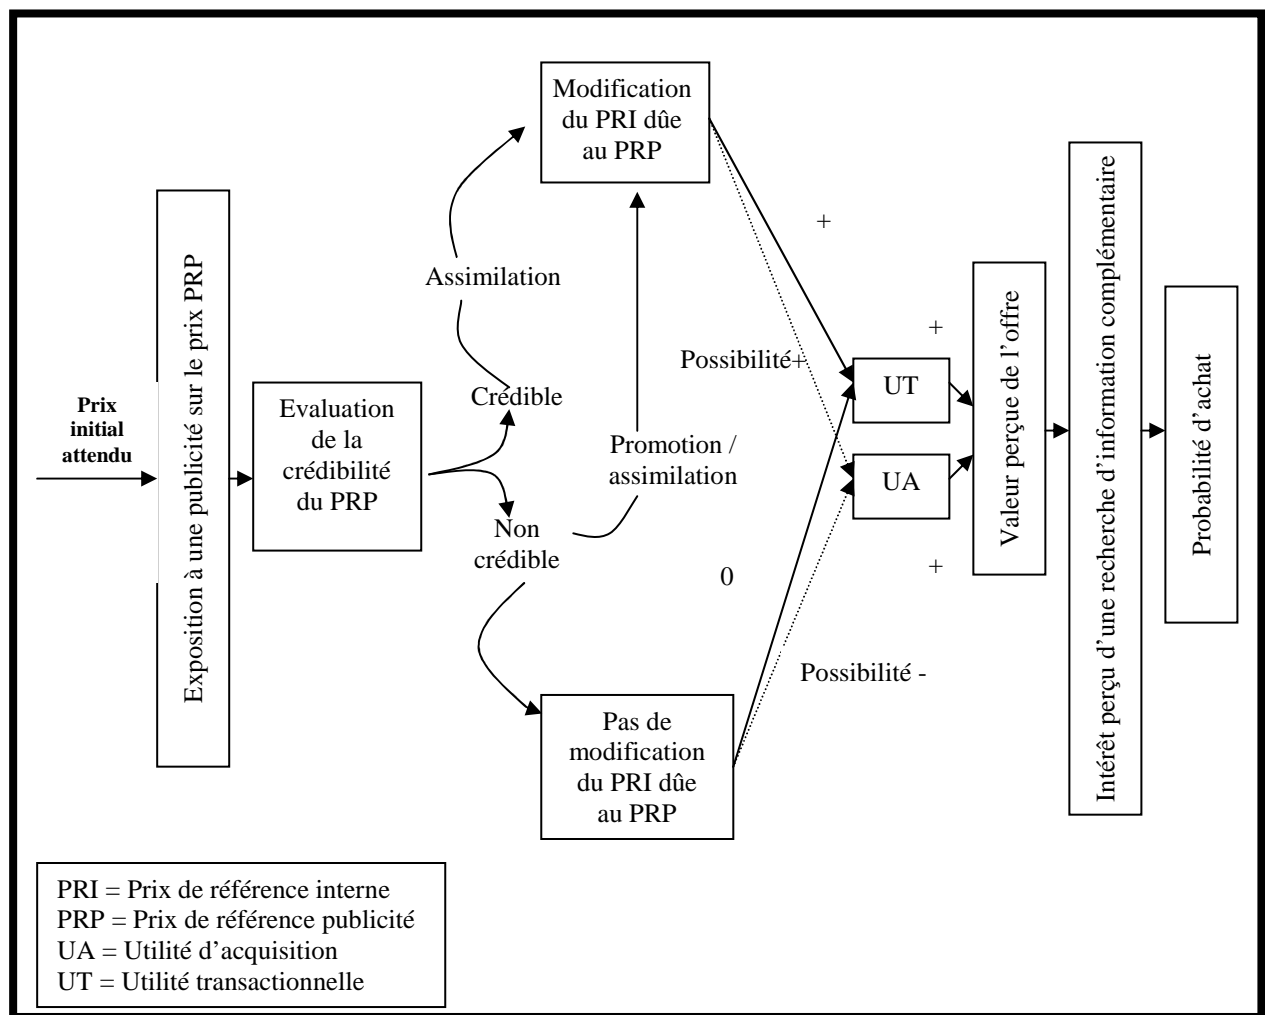 Modification
du PRI dûe
au PRP
+
Assimilation
Possibilité+
+
Crédible
Prix
initial
attendu
Exposition à une publicité sur le prix PRP
Evaluation
de la
crédibilité
du PRP
Promotion /
assimilation
Non
crédible
0
UT
UA
+
Valeur perçue de l’offre
Intérêt perçu d’une recherche d’information complémentaire
Probabilité d’achat
Possibilité -
Pas de
modification
du PRI dûe
au PRP
PRI = Prix de référence interne
PRP = Prix de référence publicité
UA = Utilité d’acquisition
UT = Utilité transactionnelle